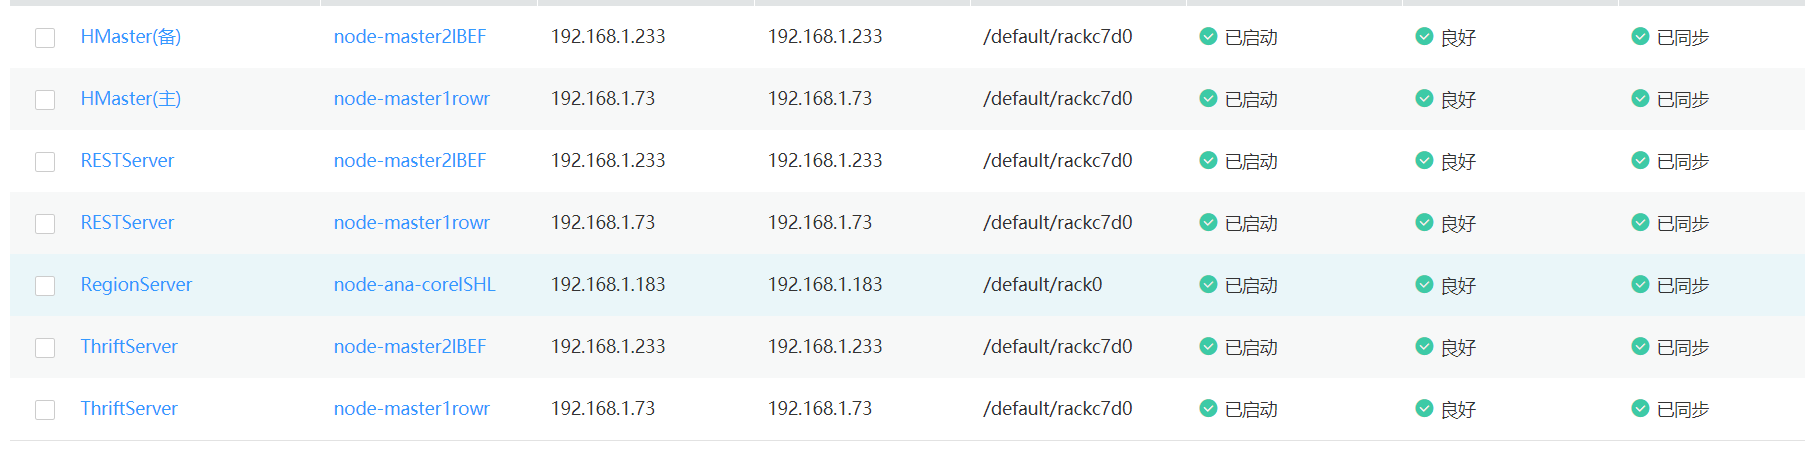 HMaster(备) node-master2lBEF 192.168.1.233 192.168.1.233 /default/rackc7d0 已启动 良好 已同步
HMaster(主) node-master1rowr 192.168.1.73 192.168.1.73 /default/rackc7d0 已启动 良好 已同步
RESTServer node-master2lBEF 192.168.1.233 192.168.1.233 /default/rackc7d0 已启动 良好 已同步
RESTServer node-master1rowr 192.168.1.73 192.168.1.73 /default/rackc7d0 已启动 良好 已同步
RegionServer node-ana-corelSHL 192.168.1.183 192.168.1.183 /default/rack0 已启动 良好 已同步
ThriftServer node-master2lBEF 192.168.1.233 192.168.1.233 /default/rackc7d0 已启动 良好 已同步
ThriftServer node-master1rowr 192.168.1.73 192.168.1.73 /default/rackc7d0 已启动 良好 已同步